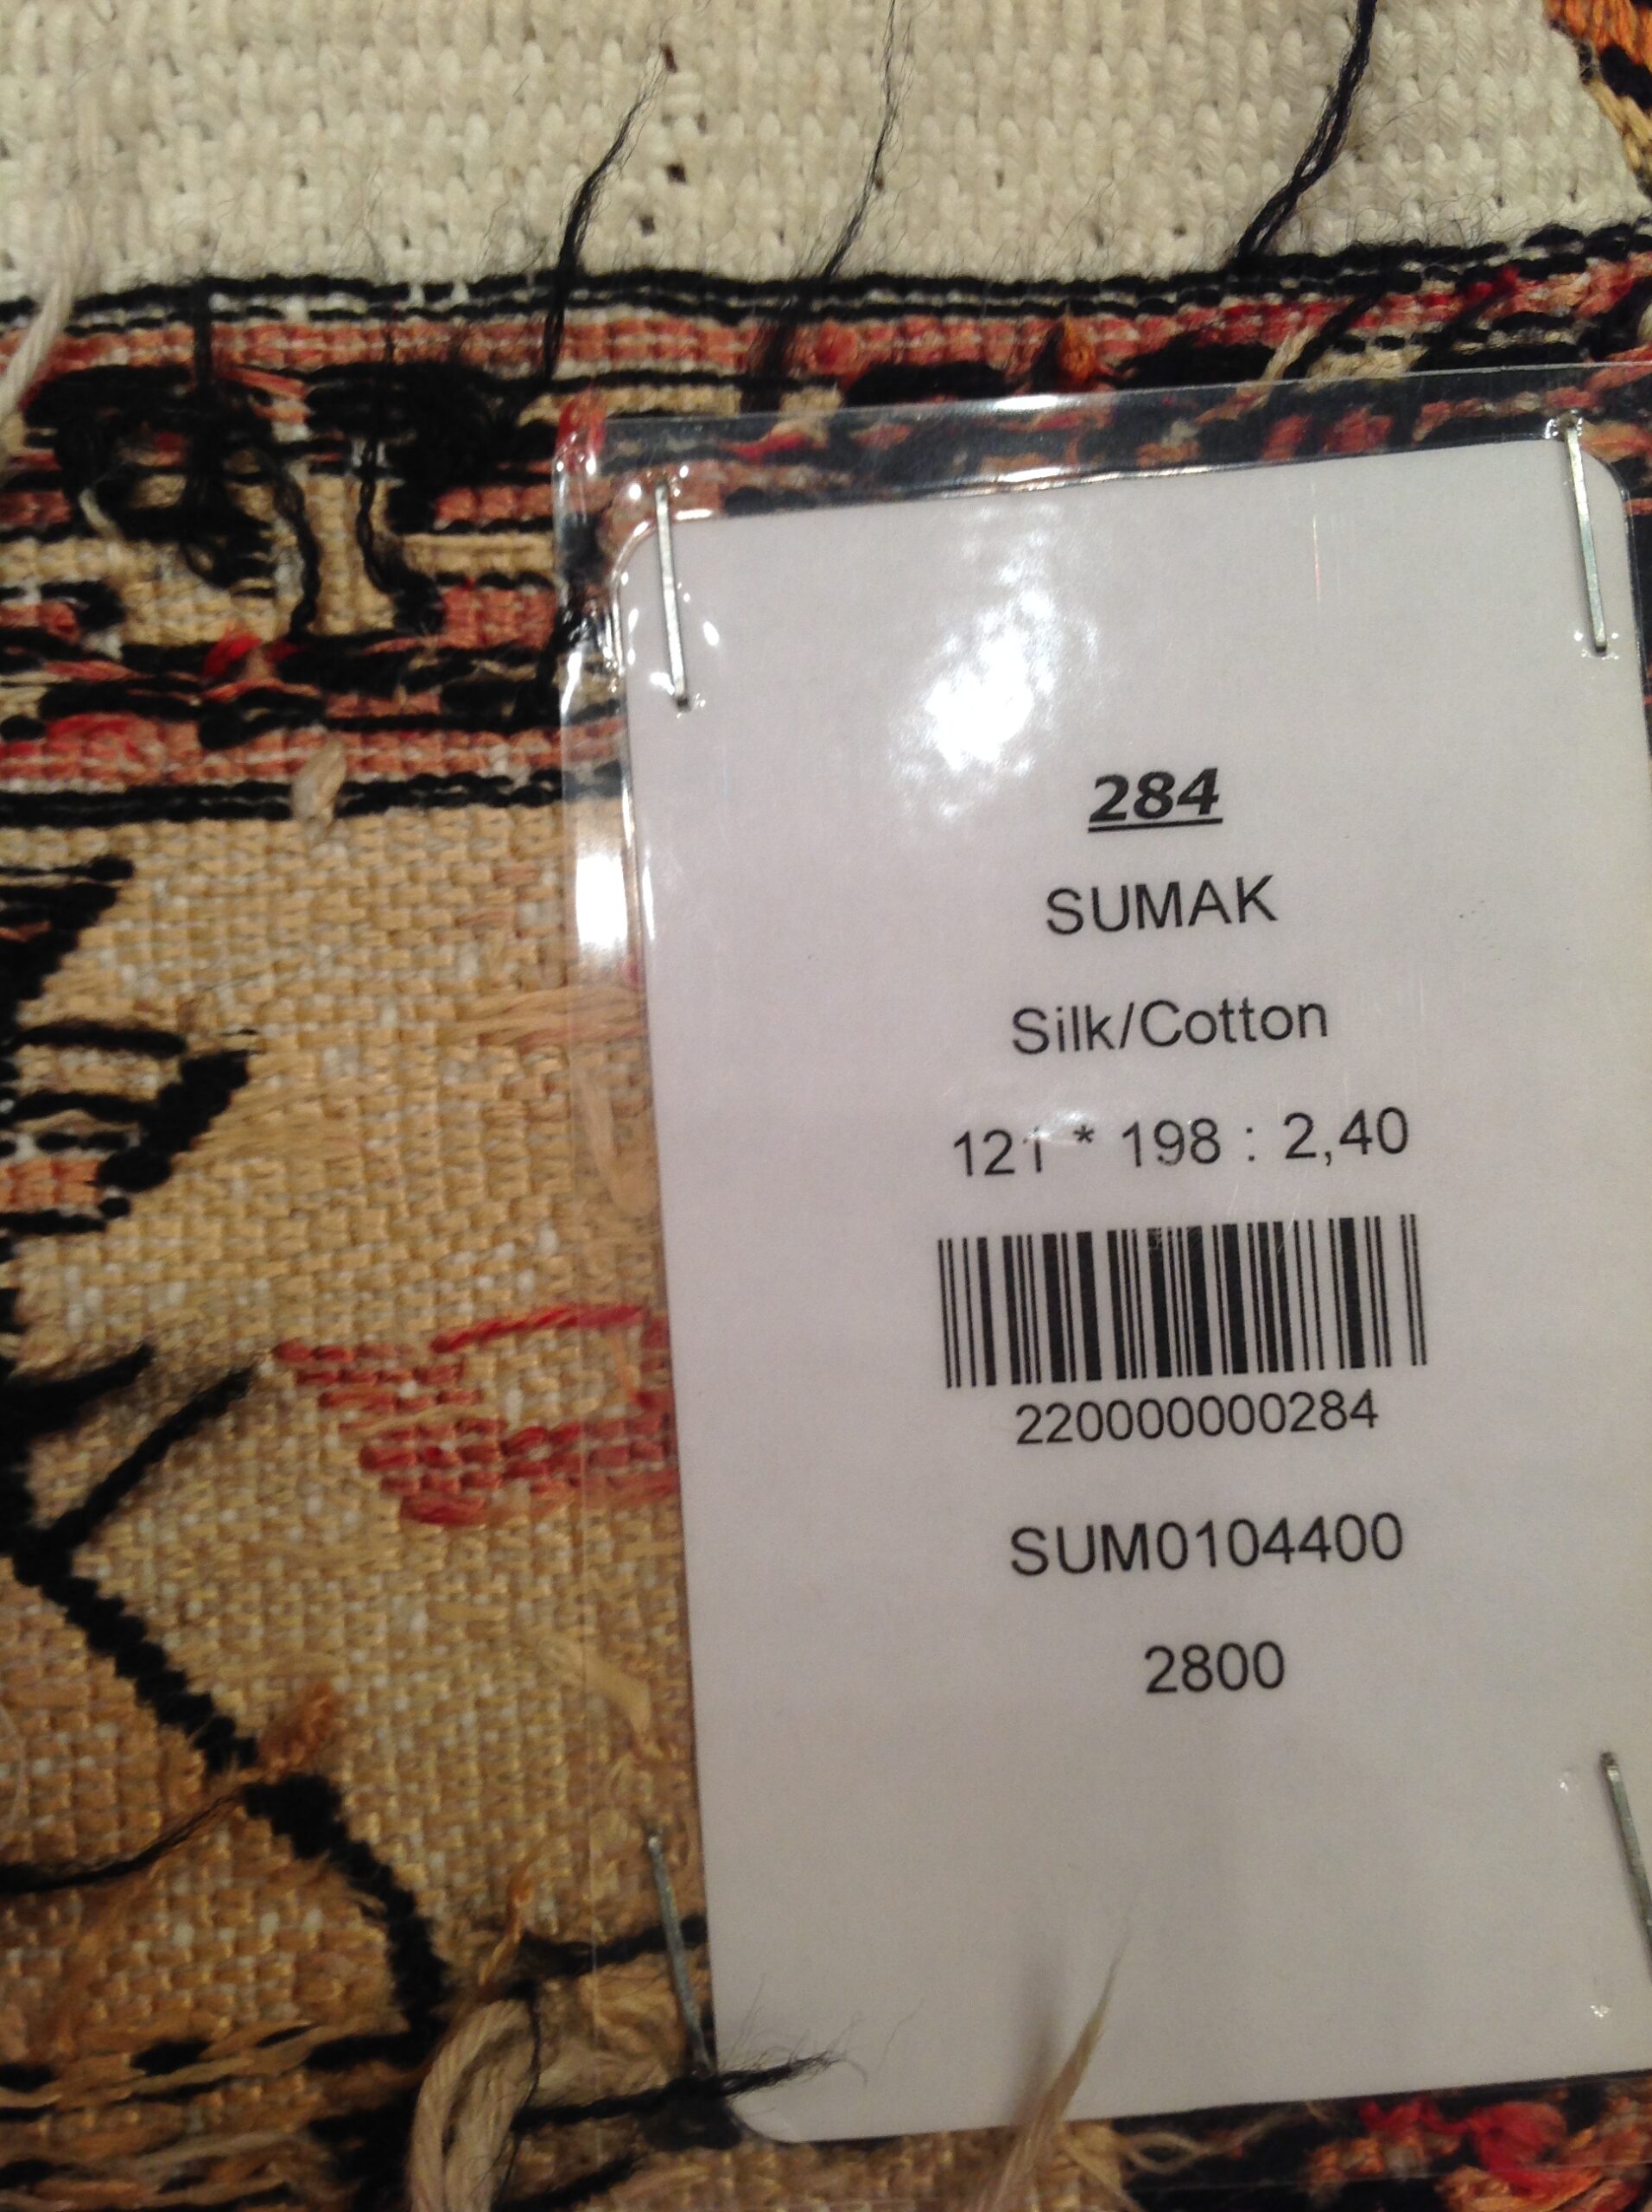 284
SUMAK
Silk/Cotton
121 * 198 : 2,40
220000000284
SUM0104400
2800